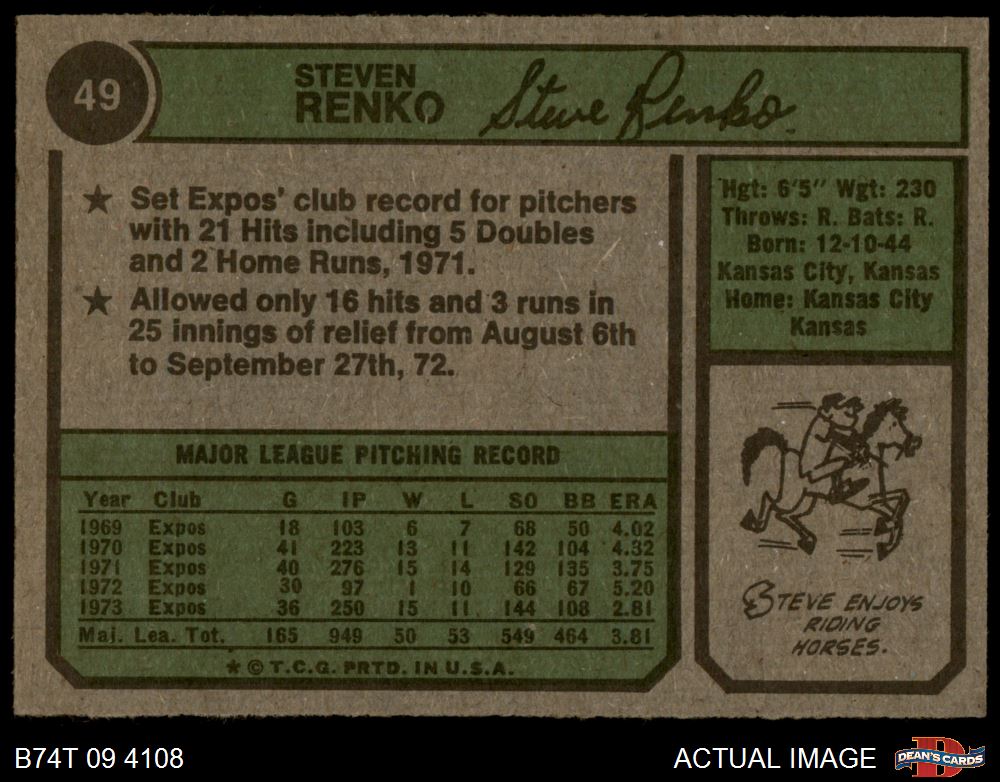 49
STEVEN
RENKO
Steve Renko
★ Set Expos' club record for pitchers
with 21 Hits including 5 Doubles
and 2 Home Runs, 1971.
★ Allowed only 16 hits and 3 runs in
25 innings of relief from August 6th
to September 27th, 72.
Hgt: 6'5" Wgt: 230
Throws: R. Bats: R.
Born: 12-10-44
Kansas City, Kansas
Home: Kansas City
Kansas
MAJOR LEAGUE PITCHING RECORD
Year Club G IP W L SO BB ERA
1969 Expos 18 103 6 7 68 50 4.02
1970 Expos 41 223 13 11 142 104 4.32
1971 Expos 40 276 15 14 129 135 3.75
1972 Expos 30 97 1 10 66 67 5.20
1973 Expos 36 250 15 11 144 108 2.81
Maj. Lea. Tot. 165 949 50 53 549 464 3.81
★ © T.C.G. PRTD. IN U.S.A.
STEVE ENJOYS
RIDING
HORSES.
B74T 09 4108
ACTUAL IMAGE
DEAN'S CARDS